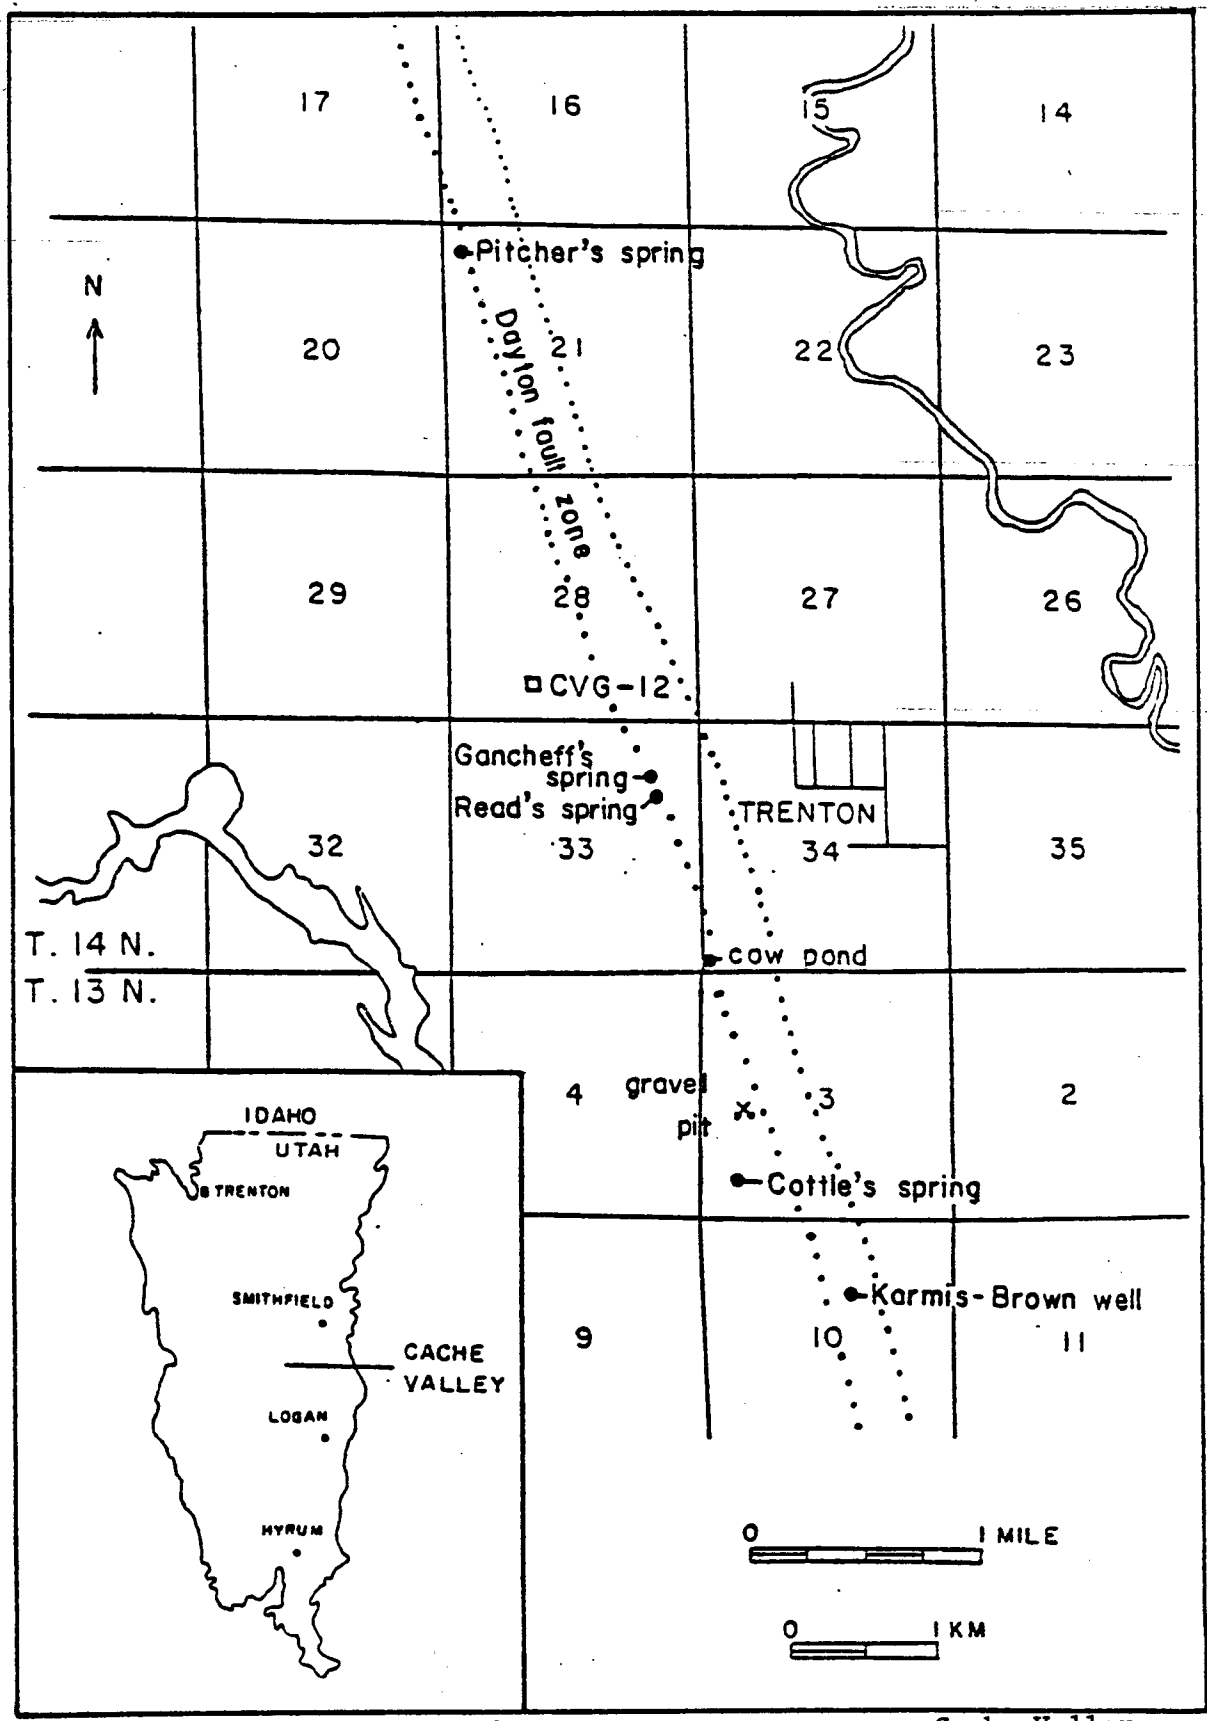 17
16
15
14
Pitcher's spring
N
20
Dayton fault zone
21
22
23
29
28
27
26
CVG-12
Gancheff's
spring
Read's spring
TRENTON
32
33
34
35
T. 14 N.
cow pond
T. 13 N.
4
gravel
pit
3
2
Cottle's spring
Karmis-Brown well
9
10
11
IDAHO
UTAH
TRENTON
SMITHFIELD
CACHE
VALLEY
LOGAN
HYRUM
0 1 MILE
0 1 KM